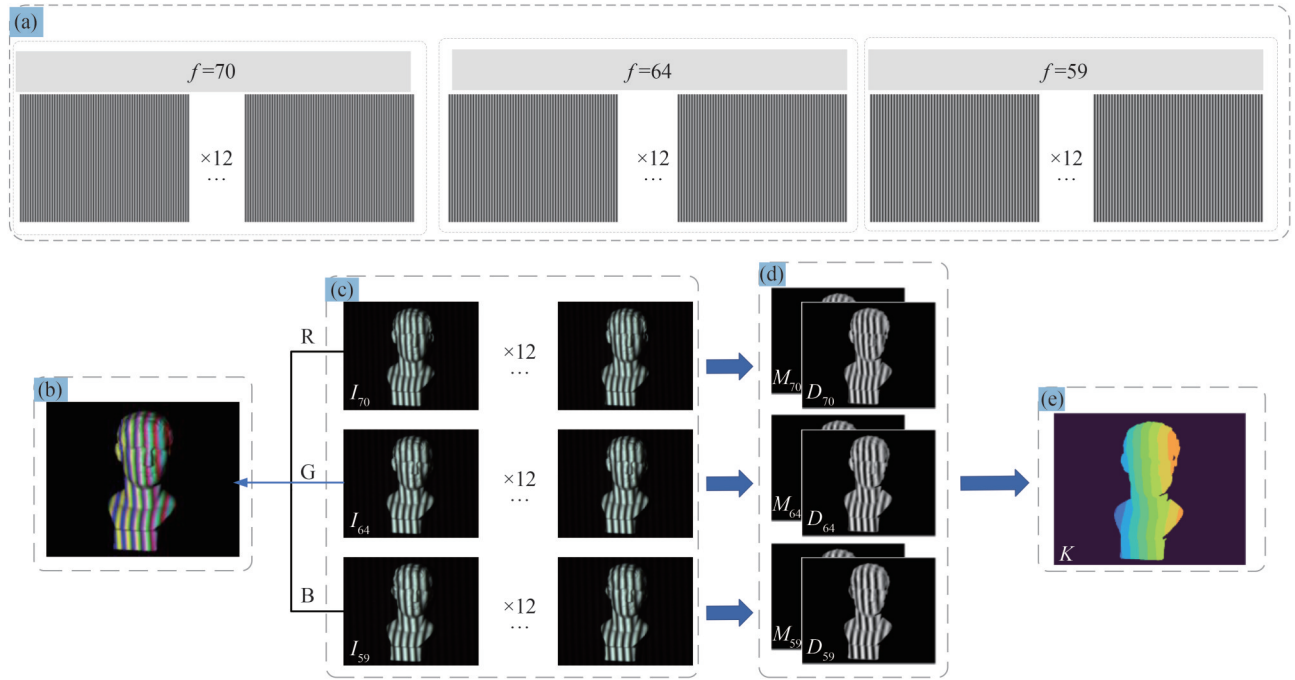 (a)
f=70
f=64
f=59
×12
…
×12
…
×12
…
(b)
(c)
(d)
(e)
R
G
B
I₇₀
×12
…
I₆₄
×12
…
I₅₉
×12
…
M₇₀
D₇₀
M₆₄
D₆₄
M₅₉
D₅₉
K